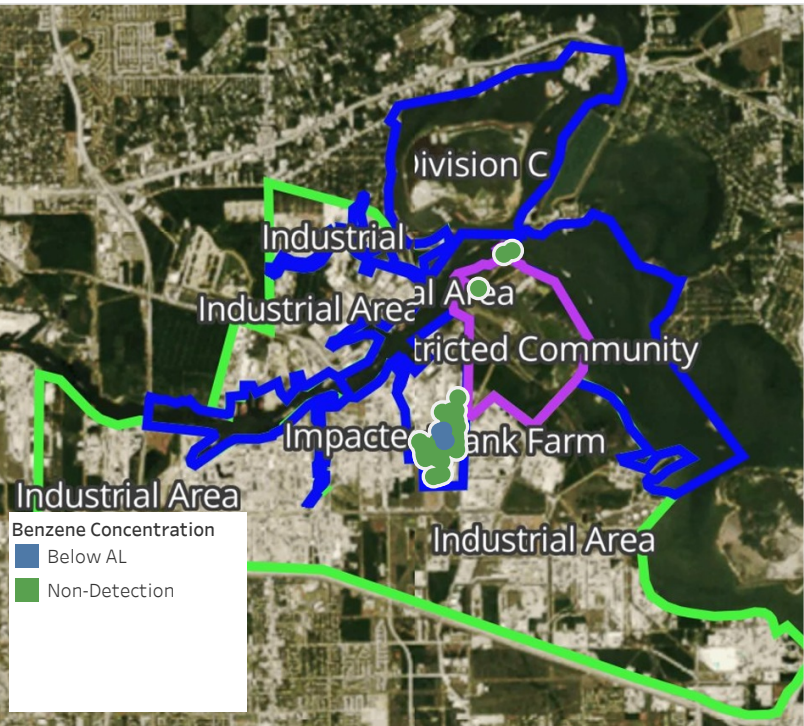 Division C
Industrial
Industrial Area
al Area
tricted Community
Impacte
ank Farm
Industrial Area
Industrial Area
Benzene Concentration
Below AL
Non-Detection